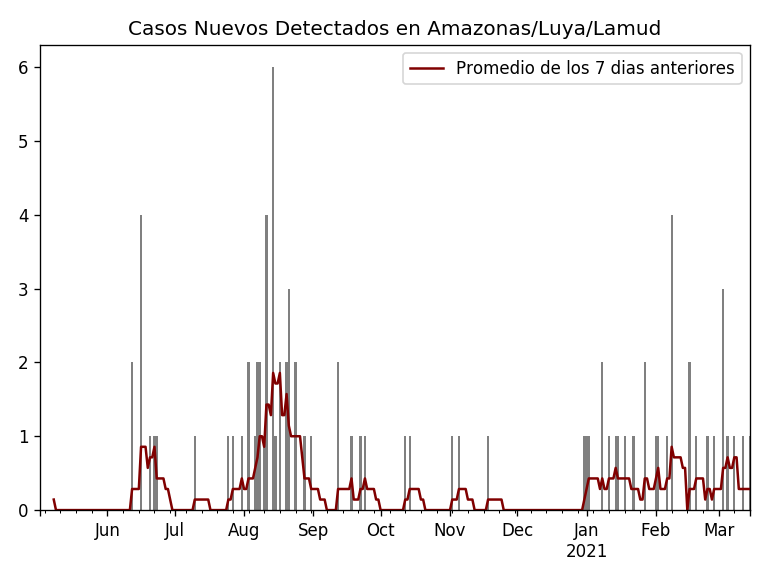 Casos Nuevos Detectados en Amazonas/Luya/Lamud
Promedio de los 7 dias anteriores
6
5
4
3
2
1
0
Jun Jul Aug Sep Oct Nov Dec Jan Feb Mar
2021